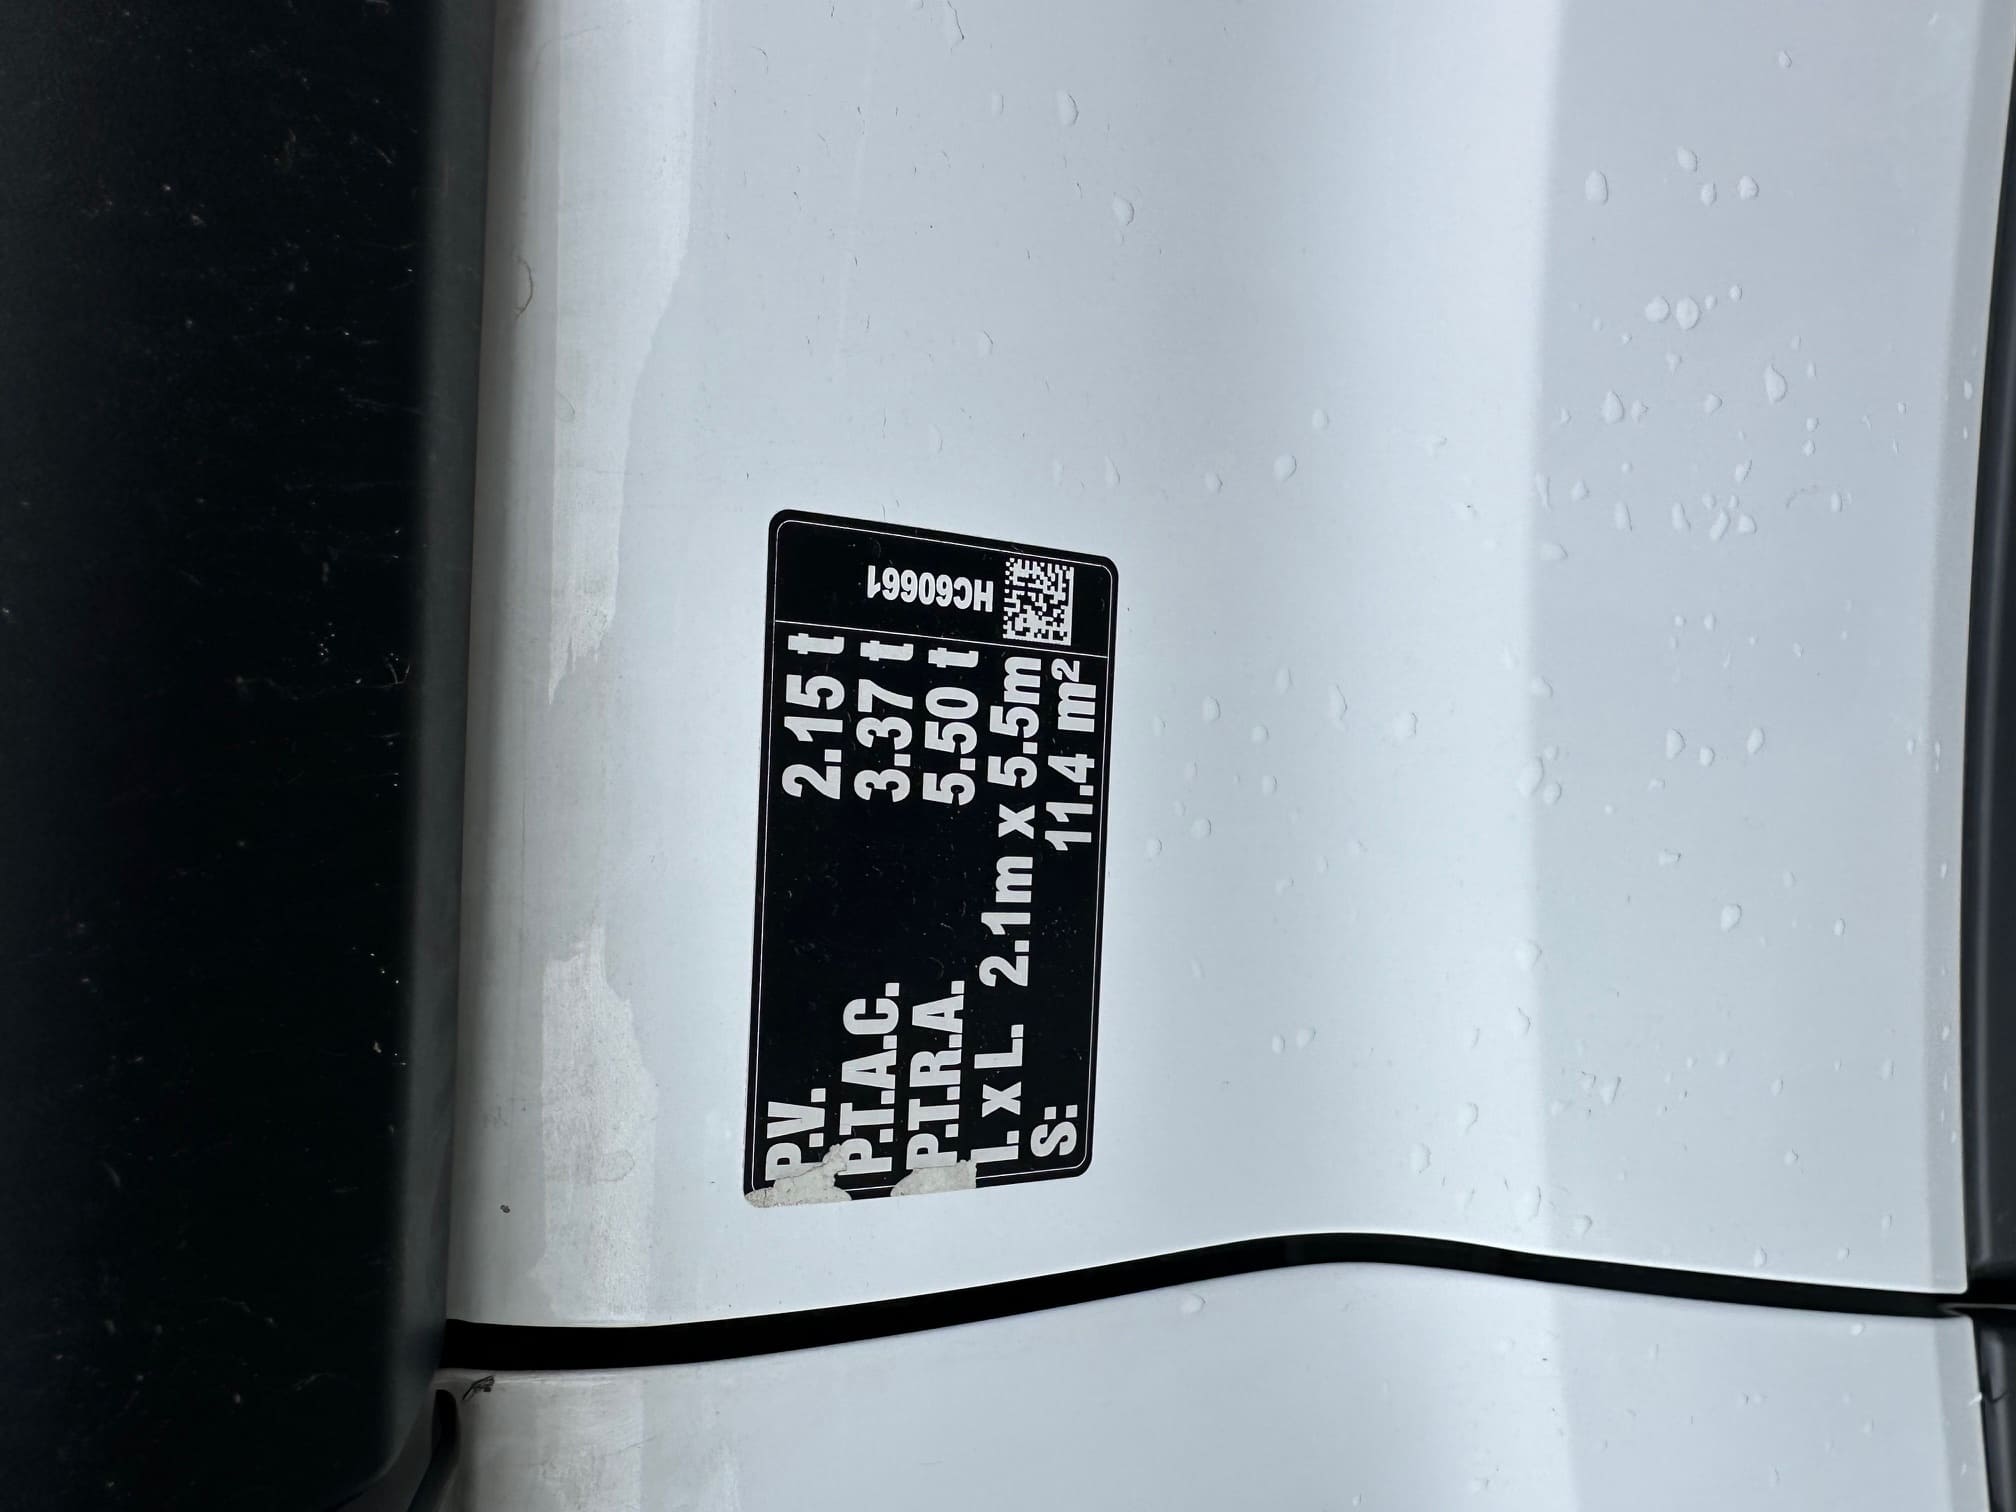 P.V. 2.15 t
P.T.A.C. 3.37 t
P.T.R.A. 5.50 t
l. x L. 2.1m x 5.5m
S: 11.4 m²
HC60661